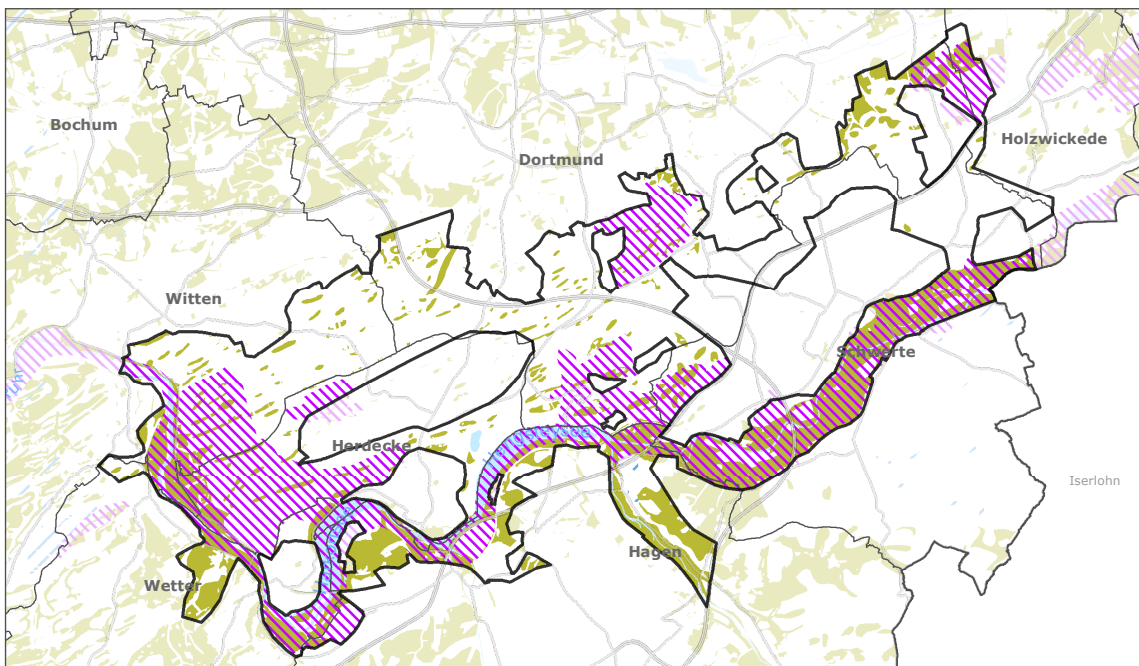 Bochum
Dortmund
Holzwickede
Witten
Schwerte
Herdecke
Iserlohn
Hagen
Wetter